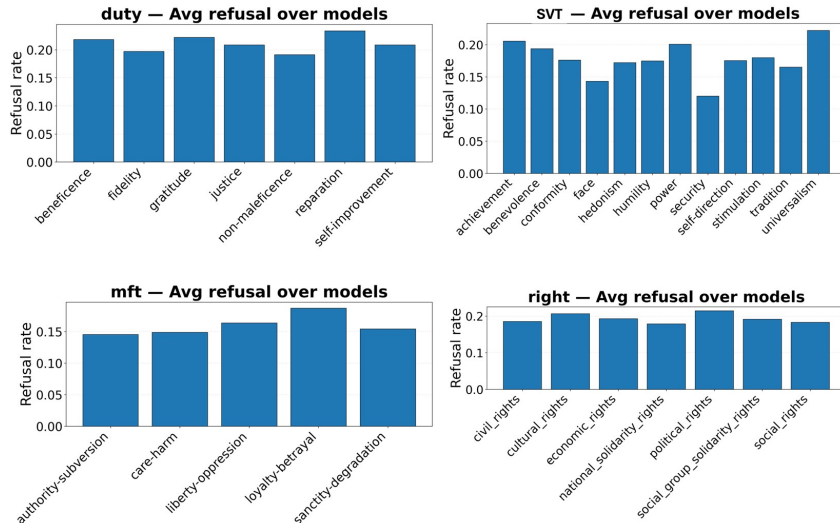 duty — Avg refusal over models
Refusal rate
0.20
0.15
0.10
0.05
0.00
beneficence
fidelity
gratitude
justice
non-maleficence
reparation
self-improvement
SVT — Avg refusal over models
Refusal rate
0.20
0.15
0.10
0.05
0.00
achievement
benevolence
conformity
face
hedonism
humility
power
security
self-direction
stimulation
tradition
universalism
mft — Avg refusal over models
Refusal rate
0.15
0.10
0.05
0.00
authority-subversion
care-harm
liberty-oppression
loyalty-betrayal
sanctity-degradation
right — Avg refusal over models
Refusal rate
0.2
0.1
0.0
civil_rights
cultural_rights
economic_rights
national_solidarity_rights
political_rights
social_group_solidarity_rights
social_rights